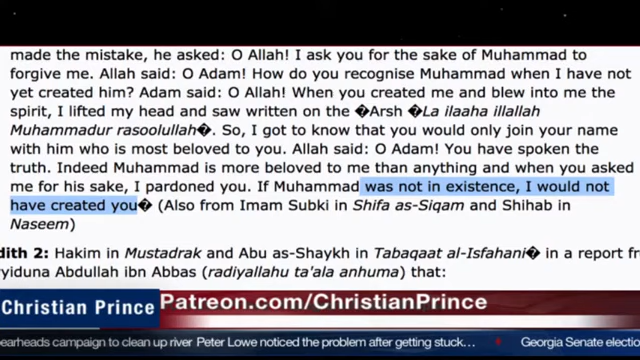 made the mistake, he asked: O Allah! I ask you for the sake of Muhammad to
forgive me. Allah said: O Adam! How do you recognise Muhammad when I have not
yet created him? Adam said: O Allah! When you created me and blew into me the
spirit, I lifted my head and saw written on the �Arsh �La ilaaha illallah
Muhammadur rasoolullah�. So, I got to know that you would only join your name
with him who is most beloved to you. Allah said: O Adam! You have spoken the
truth. Indeed Muhammad is more beloved to me than anything and when you asked
me for his sake, I pardoned you. If Muhammad was not in existence, I would not
have created you� (Also from Imam Subki in Shifa as-Siqam and Shihab in
Naseem)
dith 2: Hakim in Mustadrak and Abu as-Shaykh in Tabaqaat al-Isfahani� in a report fro
yyiduna Abdullah ibn Abbas (radiyallahu ta'ala anhuma) that:
Christian Prince
Patreon.com/ChristianPrince
pearheads campaign to clean up river Peter Lowe noticed the problem after getting stuck... Georgia Senate electio